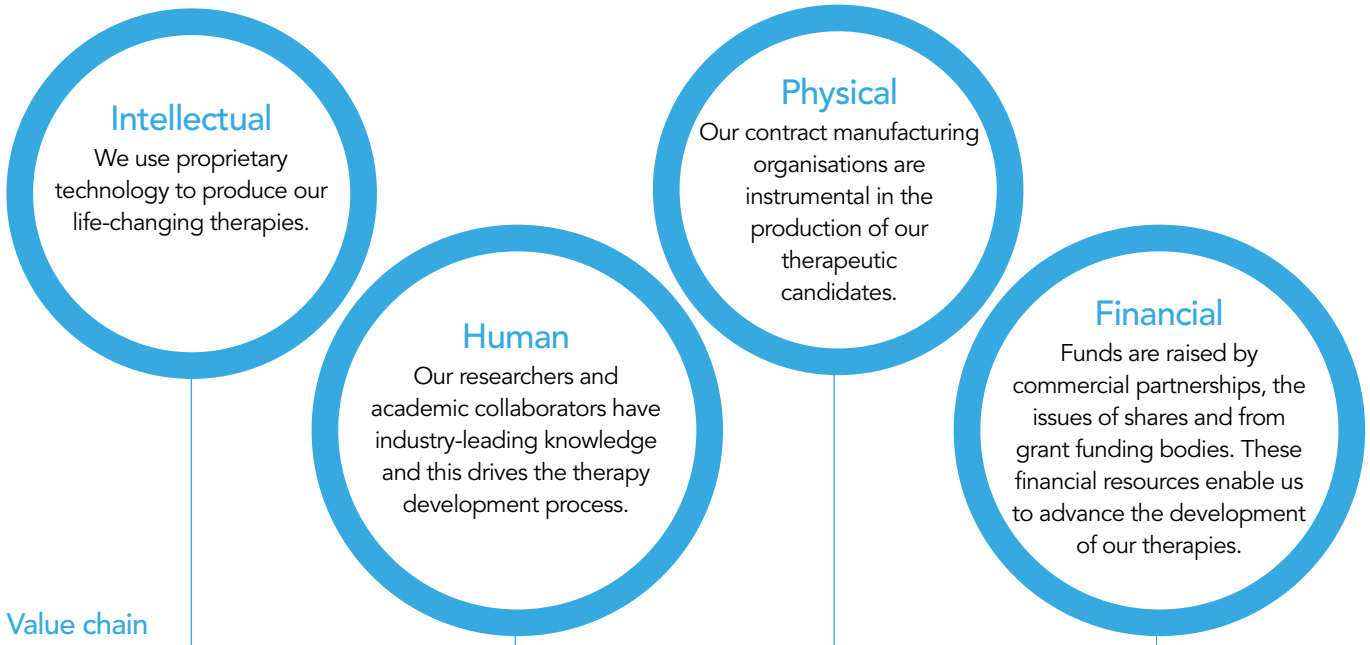 Intellectual
We use proprietary
technology to produce our
life-changing therapies.
Human
Our researchers and
academic collaborators have
industry-leading knowledge
and this drives the therapy
development process.
Physical
Our contract manufacturing
organisations are
instrumental in the
production of our
therapeutic
candidates.
Financial
Funds are raised by
commercial partnerships, the
issues of shares and from
grant funding bodies. These
financial resources enable us
to advance the development
of our therapies.
Value chain